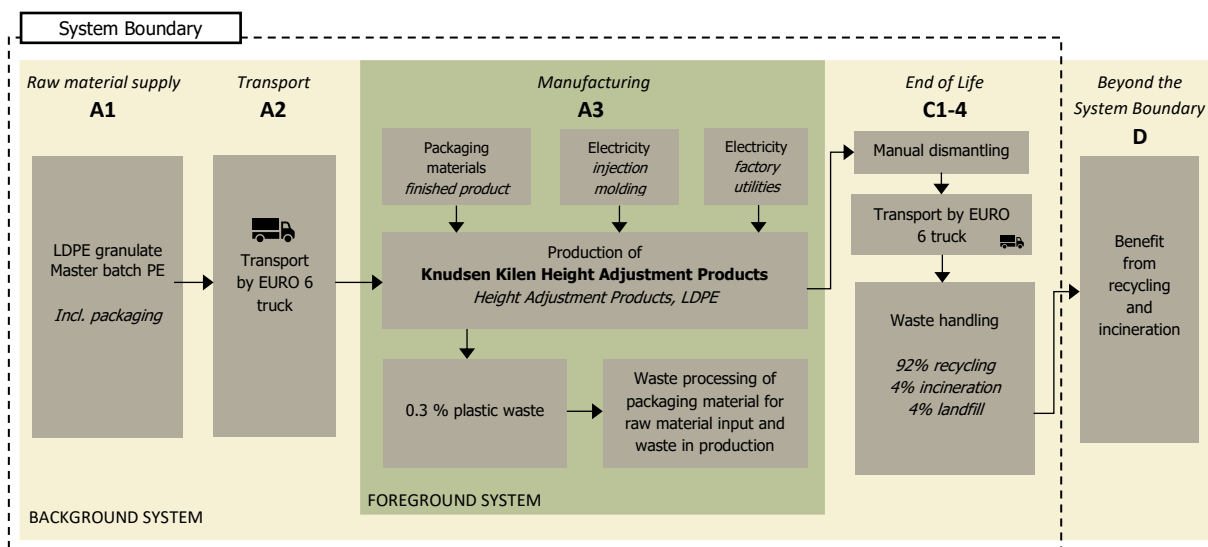 System Boundary
Raw material supply
A1
LDPE granulate
Master batch PE
Incl. packaging
Transport
A2
Transport
by EURO 6
truck
Manufacturing
A3
Packaging
materials
finished product
Electricity
injection
molding
Electricity
factory
utilities
Production of
Knudsen Kilen Height Adjustment Products
Height Adjustment Products, LDPE
0.3 % plastic waste
Waste processing of
packaging material for
raw material input and
waste in production
FOREGROUND SYSTEM
BACKGROUND SYSTEM
End of Life
C1-4
Manual dismantling
Transport by EURO
6 truck
Waste handling
92% recycling
4% incineration
4% landfill
Beyond the
System Boundary
D
Benefit
from
recycling
and
incineration